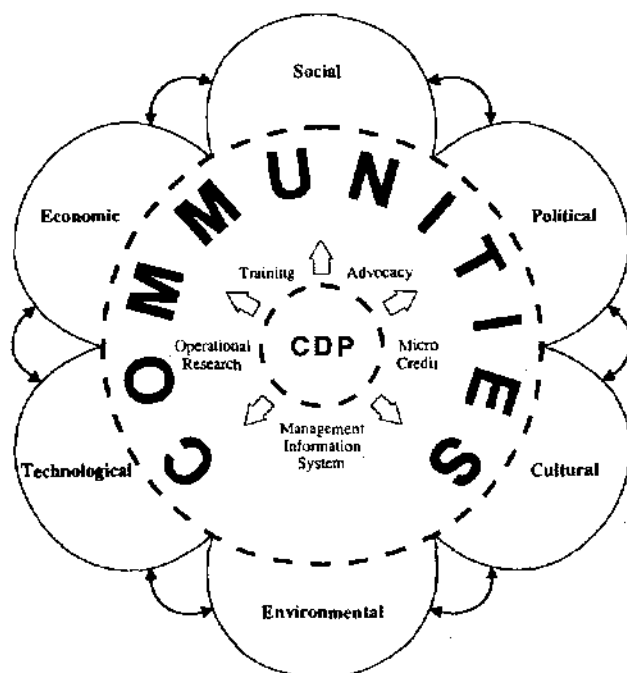 Social
Economic
Political
COMMUNITIES
Training
Advocacy
Operational
Research
CDP
Micro
Credit
Management
Information
System
Technological
Cultural
Environmental